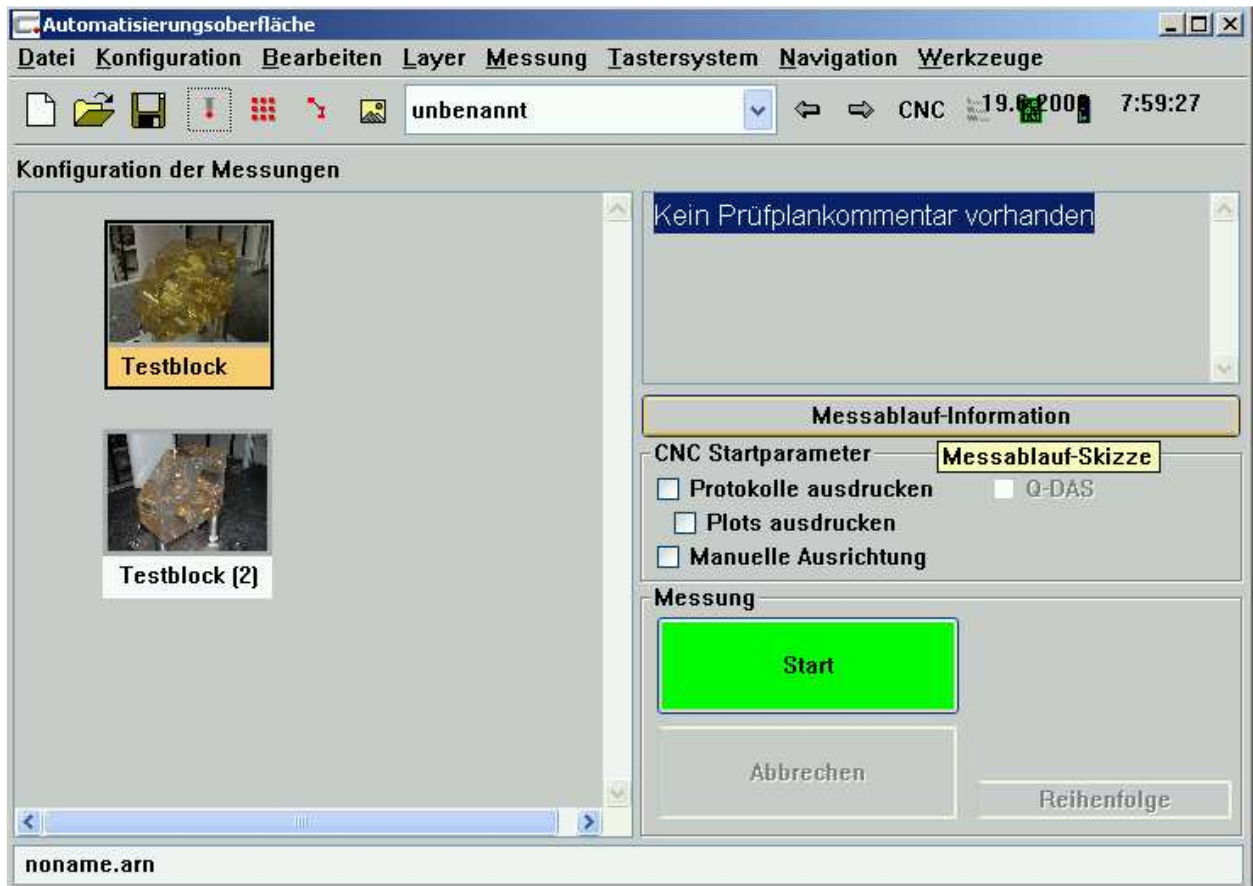 Automatisierungsoberfläche
Datei Konfiguration Bearbeiten Layer Messung Tastersystem Navigation Werkzeuge
unbenannt
CNC
7:59:27
Konfiguration der Messungen
Testblock
Testblock (2)
Kein Prüfplankommentar vorhanden
Messablauf-Information
CNC Startparameter
Messablauf-Skizze
Protokolle ausdrucken
Q-DAS
Plots ausdrucken
Manuelle Ausrichtung
Messung
Start
Abbrechen
Reihenfolge
noname.arn